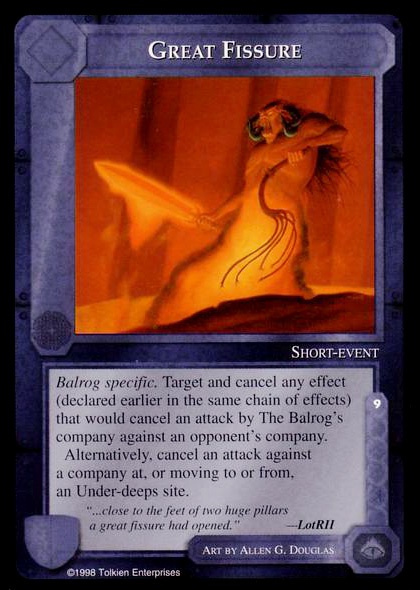 GREAT FISSURE
SHORT-EVENT
Balrog specific. Target and cancel any effect
(declared earlier in the same chain of effects)
that would cancel an attack by The Balrog's
company against an opponent's company.
Alternatively, cancel an attack against
a company at, or moving to or from,
an Under-deeps site.
9
"...close to the feet of two huge pillars
a great fissure had opened." —LotRII
ART BY ALLEN G. DOUGLAS
©1998 Tolkien Enterprises